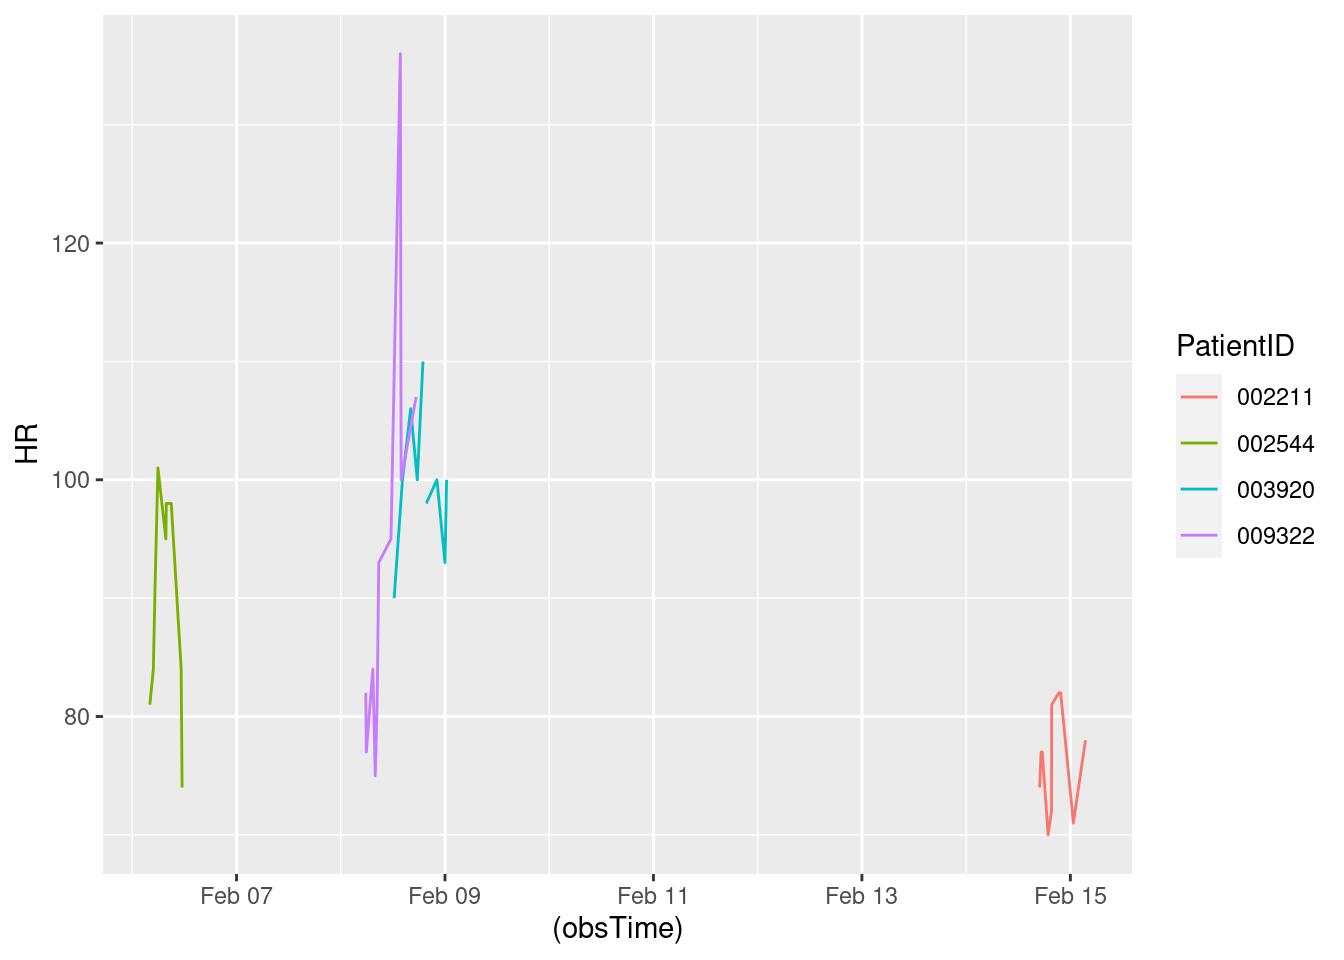 HR
120
100
80
Feb 07
Feb 09
Feb 11
Feb 13
Feb 15
(obsTime)
PatientID
002211
002544
003920
009322